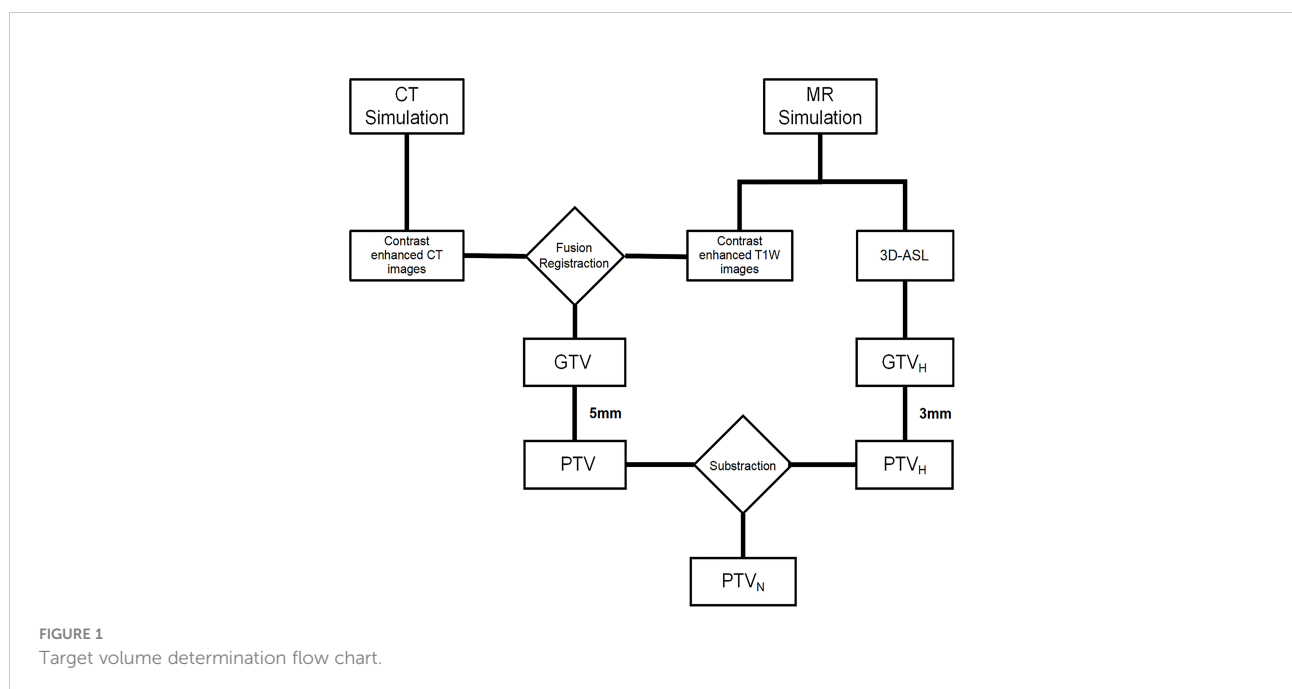 CT
Simulation
MR
Simulation
Contrast
enhanced CT
images
Fusion
Registraction
Contrast
enhanced T1W
images
3D-ASL
GTV
GTVH
5mm
3mm
PTV
Substraction
PTVH
PTVN
FIGURE 1
Target volume determination flow chart.